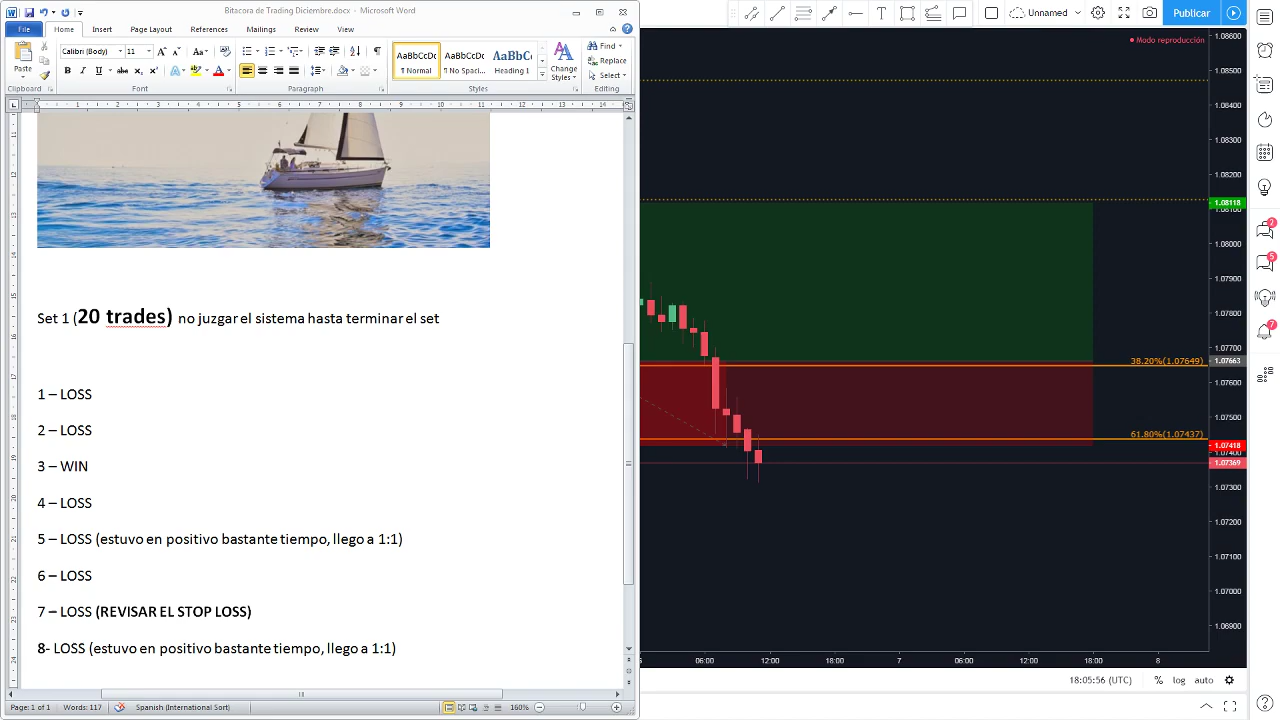 Bitacora de Trading Diciembre.docx - Microsoft Word
File Home Insert Page Layout References Mailings Review View
Calibri (Body) 11
Paste
AaBbCcDc AaBbCcDc AaBbC
¶ Normal ¶ No Spaci... Heading 1
Change Styles
Find
Replace
Select
Clipboard Font Paragraph Styles Editing
Set 1 (20 trades) no juzgar el sistema hasta terminar el set
1 – LOSS
2 – LOSS
3 – WIN
4 – LOSS
5 – LOSS (estuvo en positivo bastante tiempo, llego a 1:1)
6 – LOSS
7 – LOSS (REVISAR EL STOP LOSS)
8- LOSS (estuvo en positivo bastante tiempo, llego a 1:1)
Page: 1 of 1 Words: 117 Spanish (International Sort) 160%
Unnamed Publicar
Modo reproducción
1.08600
1.08500
1.08400
1.08300
1.08200
1.08118
1.08100
1.08000
1.07900
1.07800
1.07700
38.20%(1.07649) 1.07663
1.07600
1.07500
61.80%(1.07437)
1.07418
1.07400
1.07369
1.07300
1.07200
1.07100
1.07000
1.06900
06:00 12:00 18:00 7 06:00 12:00 18:00 8
18:05:56 (UTC) % log auto
2
5
7